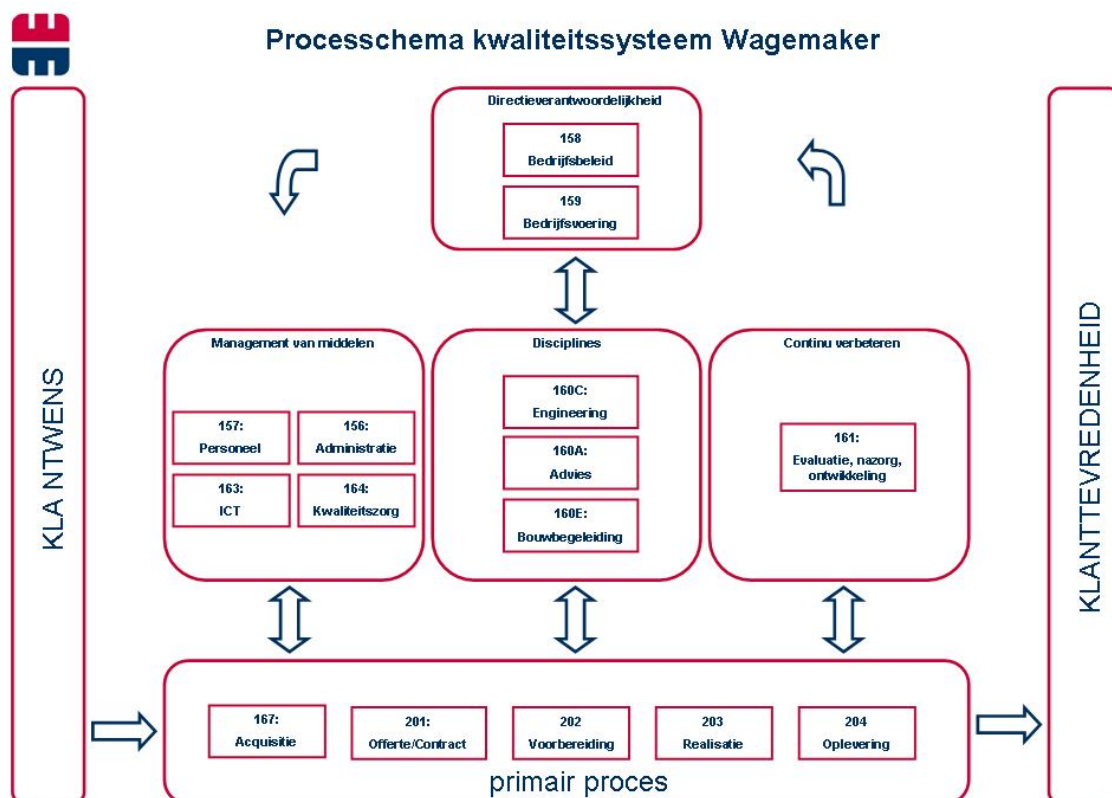 Processchema kwaliteitssysteem Wagemaker
KLANTWENS
Directieverantwoordelijkheid
158
Bedrijfsbeleid
159
Bedrijfsvoering
Management van middelen
157:
Personeel
156:
Administratie
163:
ICT
164:
Kwaliteitszorg
Disciplines
160C:
Engineering
160A:
Advies
160E:
Bouwbegeleiding
Continu verbeteren
161:
Evaluatie, nazorg,
ontwikkeling
167:
Acquisitie
201:
Offerte/Contract
202
Voorbereiding
203
Realisatie
204
Oplevering
primair proces
KLANTTEVREDENHEID